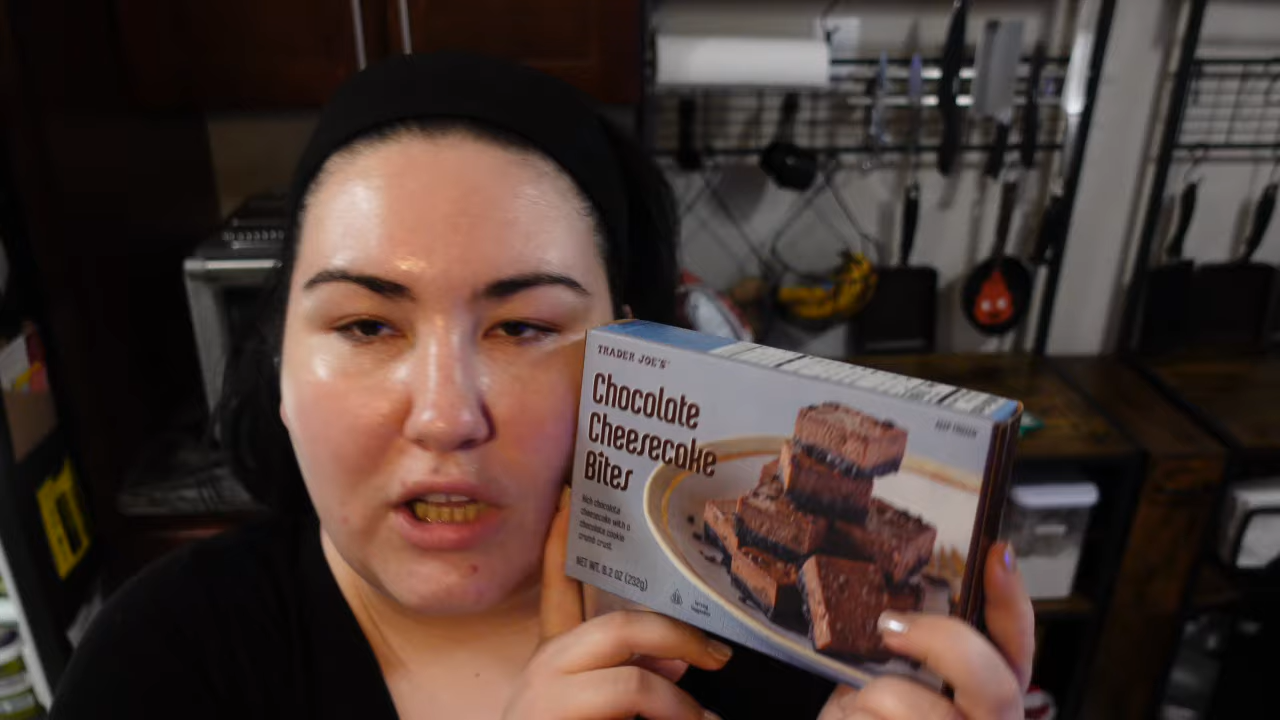 TRADER JOE'S
Chocolate
Cheesecake
Bites
Rich chocolate
cheesecake with a
chocolate cookie
crumb crust.
NET WT. 8.2 OZ (232g)
KEEP FROZEN